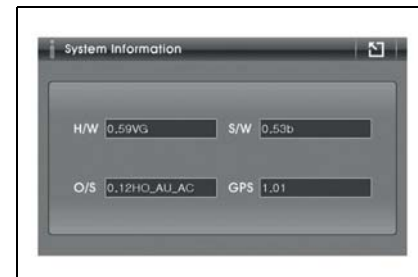 System Information
H/W 0.59VG S/W 0.53b
O/S 0.12HO_AU_AC GPS 1.01